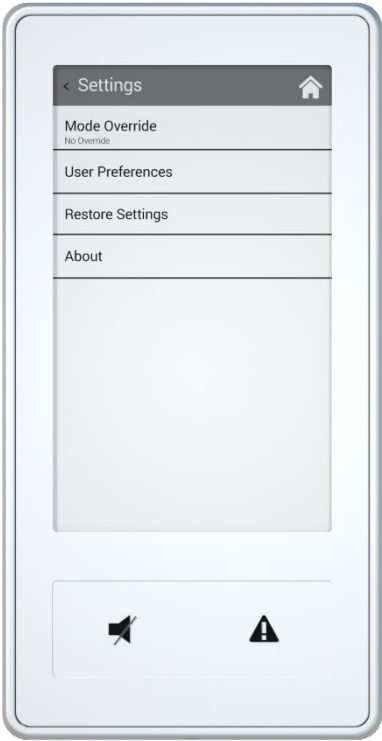 Settings
Mode Override
No Override
User Preferences
Restore Settings
About